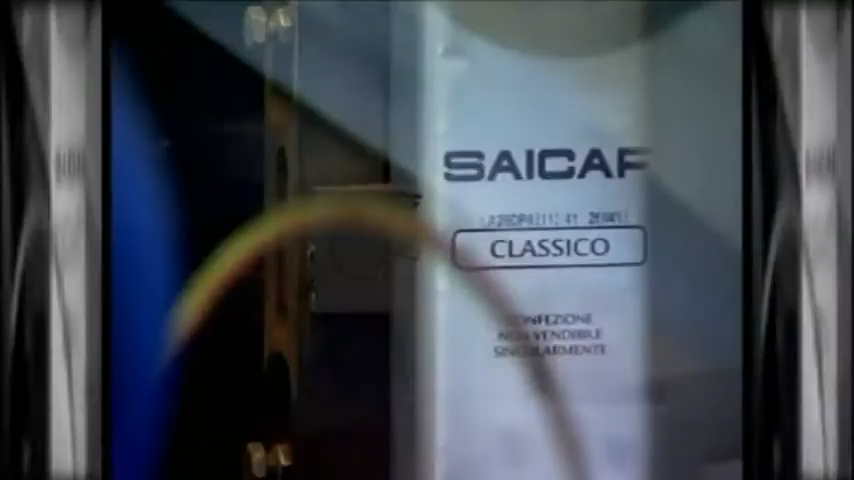 SAICAF
CLASSICO
CONFEZIONE
NON VENDIBILE
SINGOLARMENTE